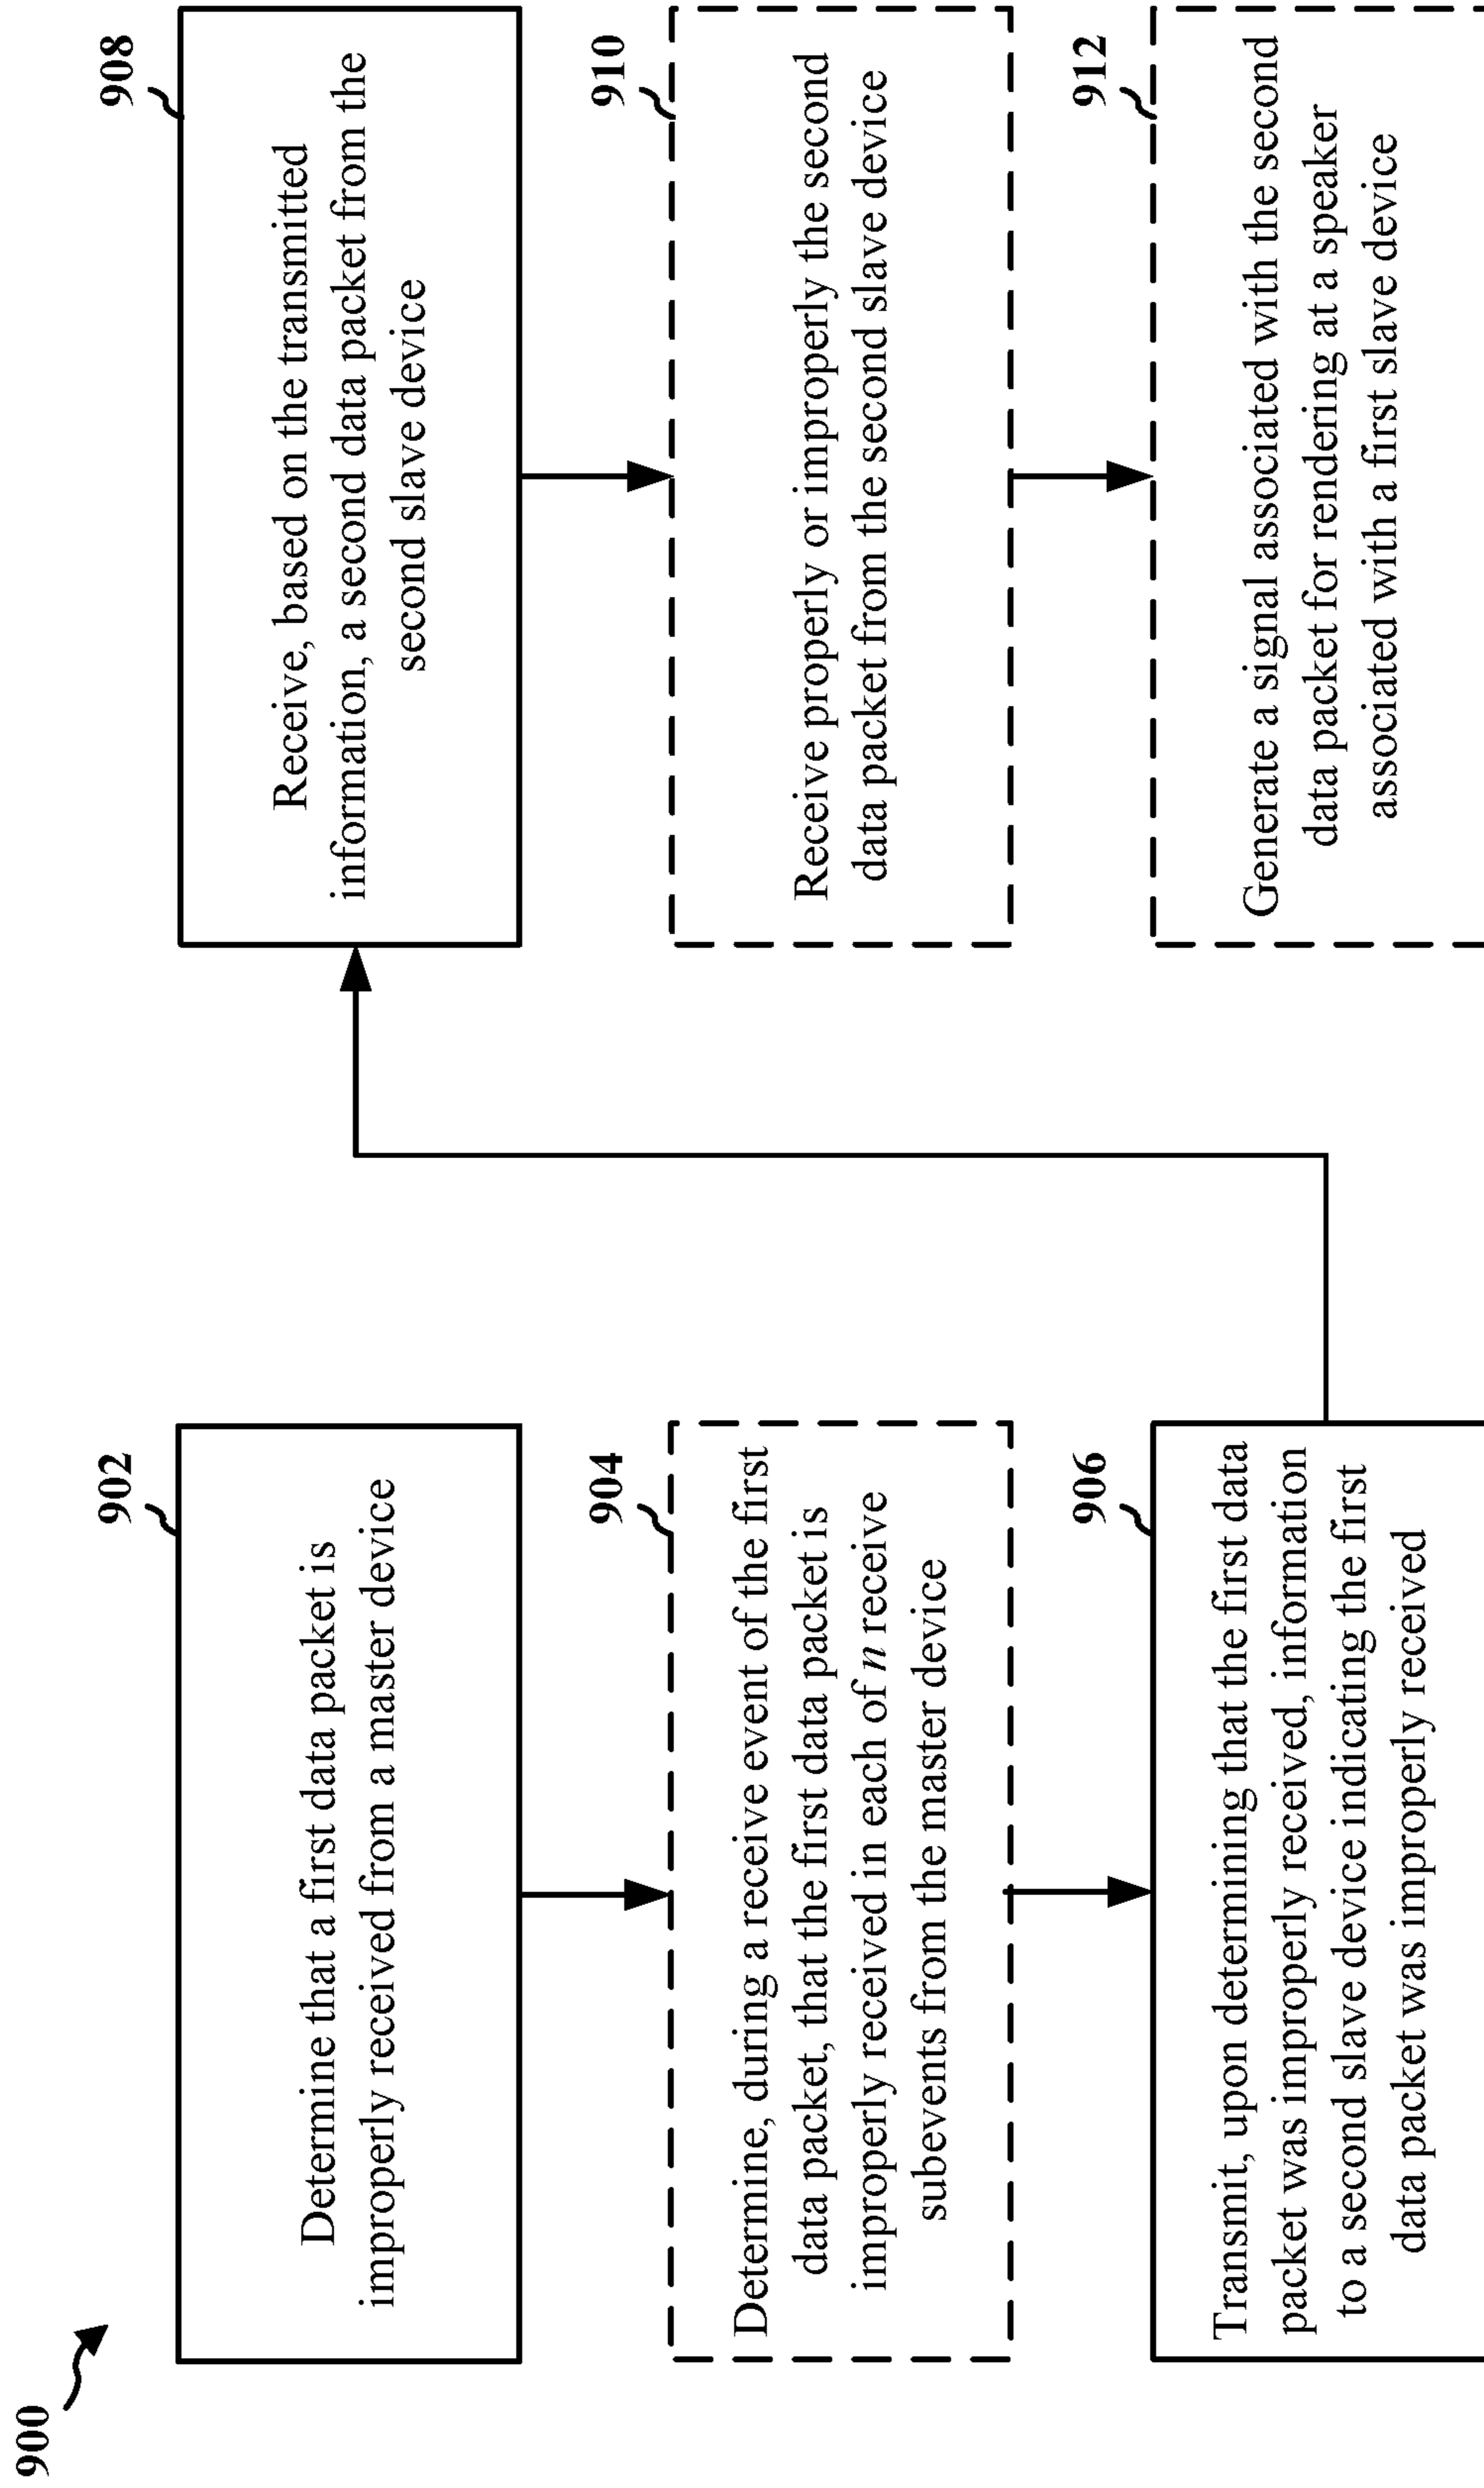 900
902
Determine that a first data packet is
improperly received from a master device
904
Determine, during a receive event of the first
data packet, that the first data packet is
improperly received in each of n receive
subevents from the master device
906
Transmit, upon determining that the first data
packet was improperly received, information
to a second slave device indicating the first
data packet was improperly received
908
Receive, based on the transmitted
information, a second data packet from the
second slave device
910
Receive properly or improperly the second
data packet from the second slave device
912
Generate a signal associated with the second
data packet for rendering at a speaker
associated with a first slave device